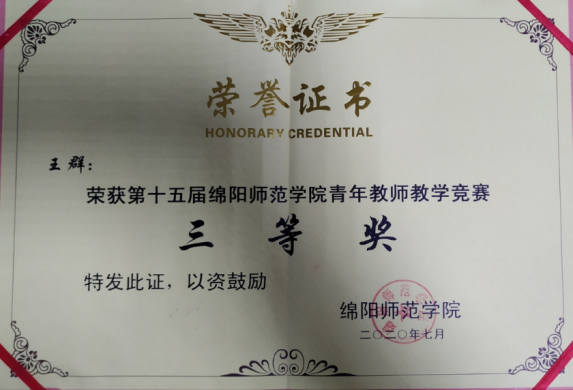 荣誉证书
HONORARY CREDENTIAL
王群：
荣获第十五届绵阳师范学院青年教师教学竞赛
三等奖
特发此证，以资鼓励
绵阳师范学院
二〇二〇年七月